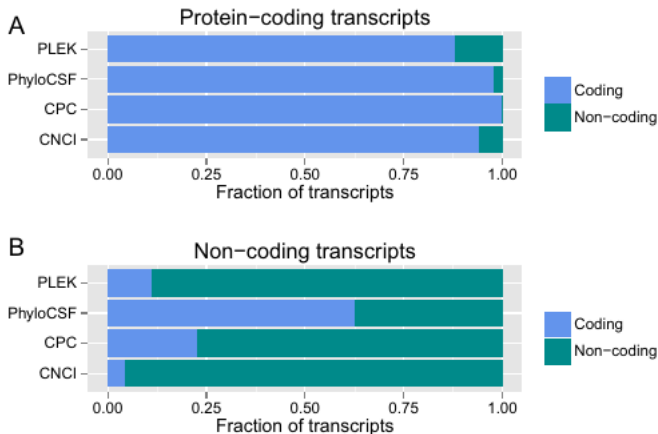 A
Protein−coding transcripts
PLEK
PhyloCSF
CPC
CNCI
0.00 0.25 0.50 0.75 1.00
Fraction of transcripts
Coding
Non−coding
B
Non−coding transcripts
PLEK
PhyloCSF
CPC
CNCI
0.00 0.25 0.50 0.75 1.00
Fraction of transcripts
Coding
Non−coding